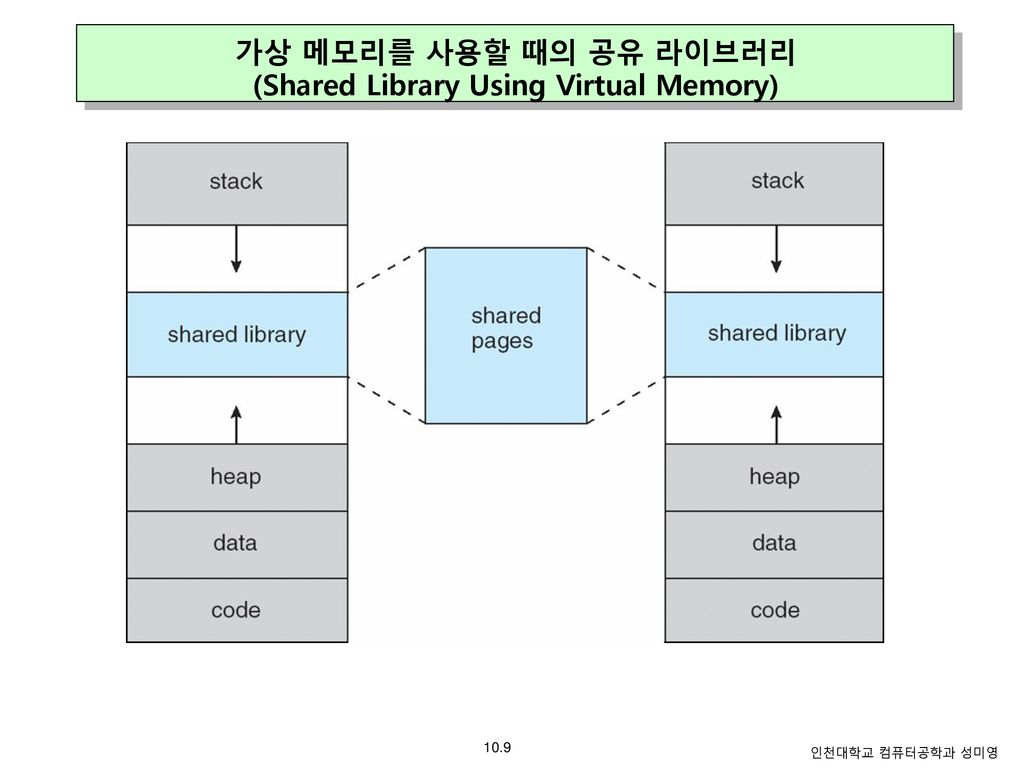 가상 메모리를 사용할 때의 공유 라이브러리
(Shared Library Using Virtual Memory)
stack
shared library
heap
data
code
shared
pages
stack
shared library
heap
data
code
10.9
인천대학교 컴퓨터공학과 성미영